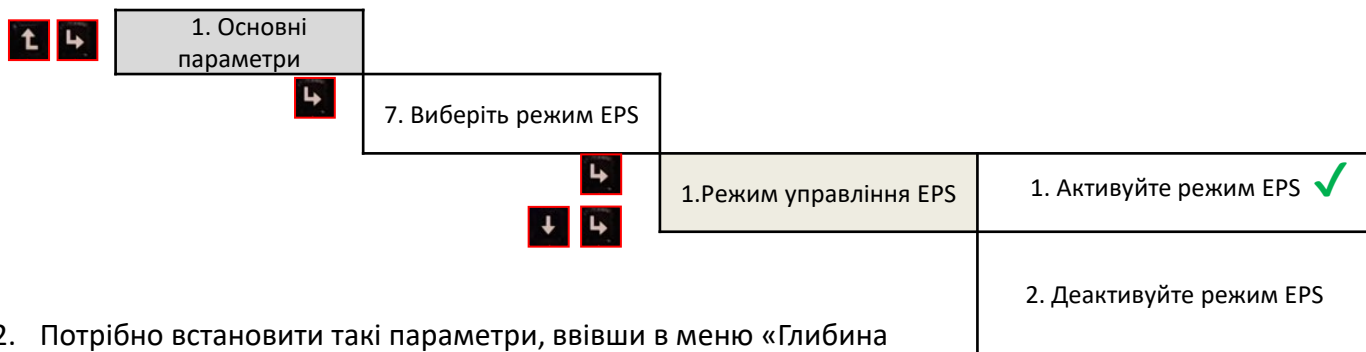 1. Основні
параметри
7. Виберіть режим EPS
1.Режим управління EPS
1. Активуйте режим EPS
2. Деактивуйте режим EPS
2. Потрібно встановити такі параметри, ввівши в меню «Глибина